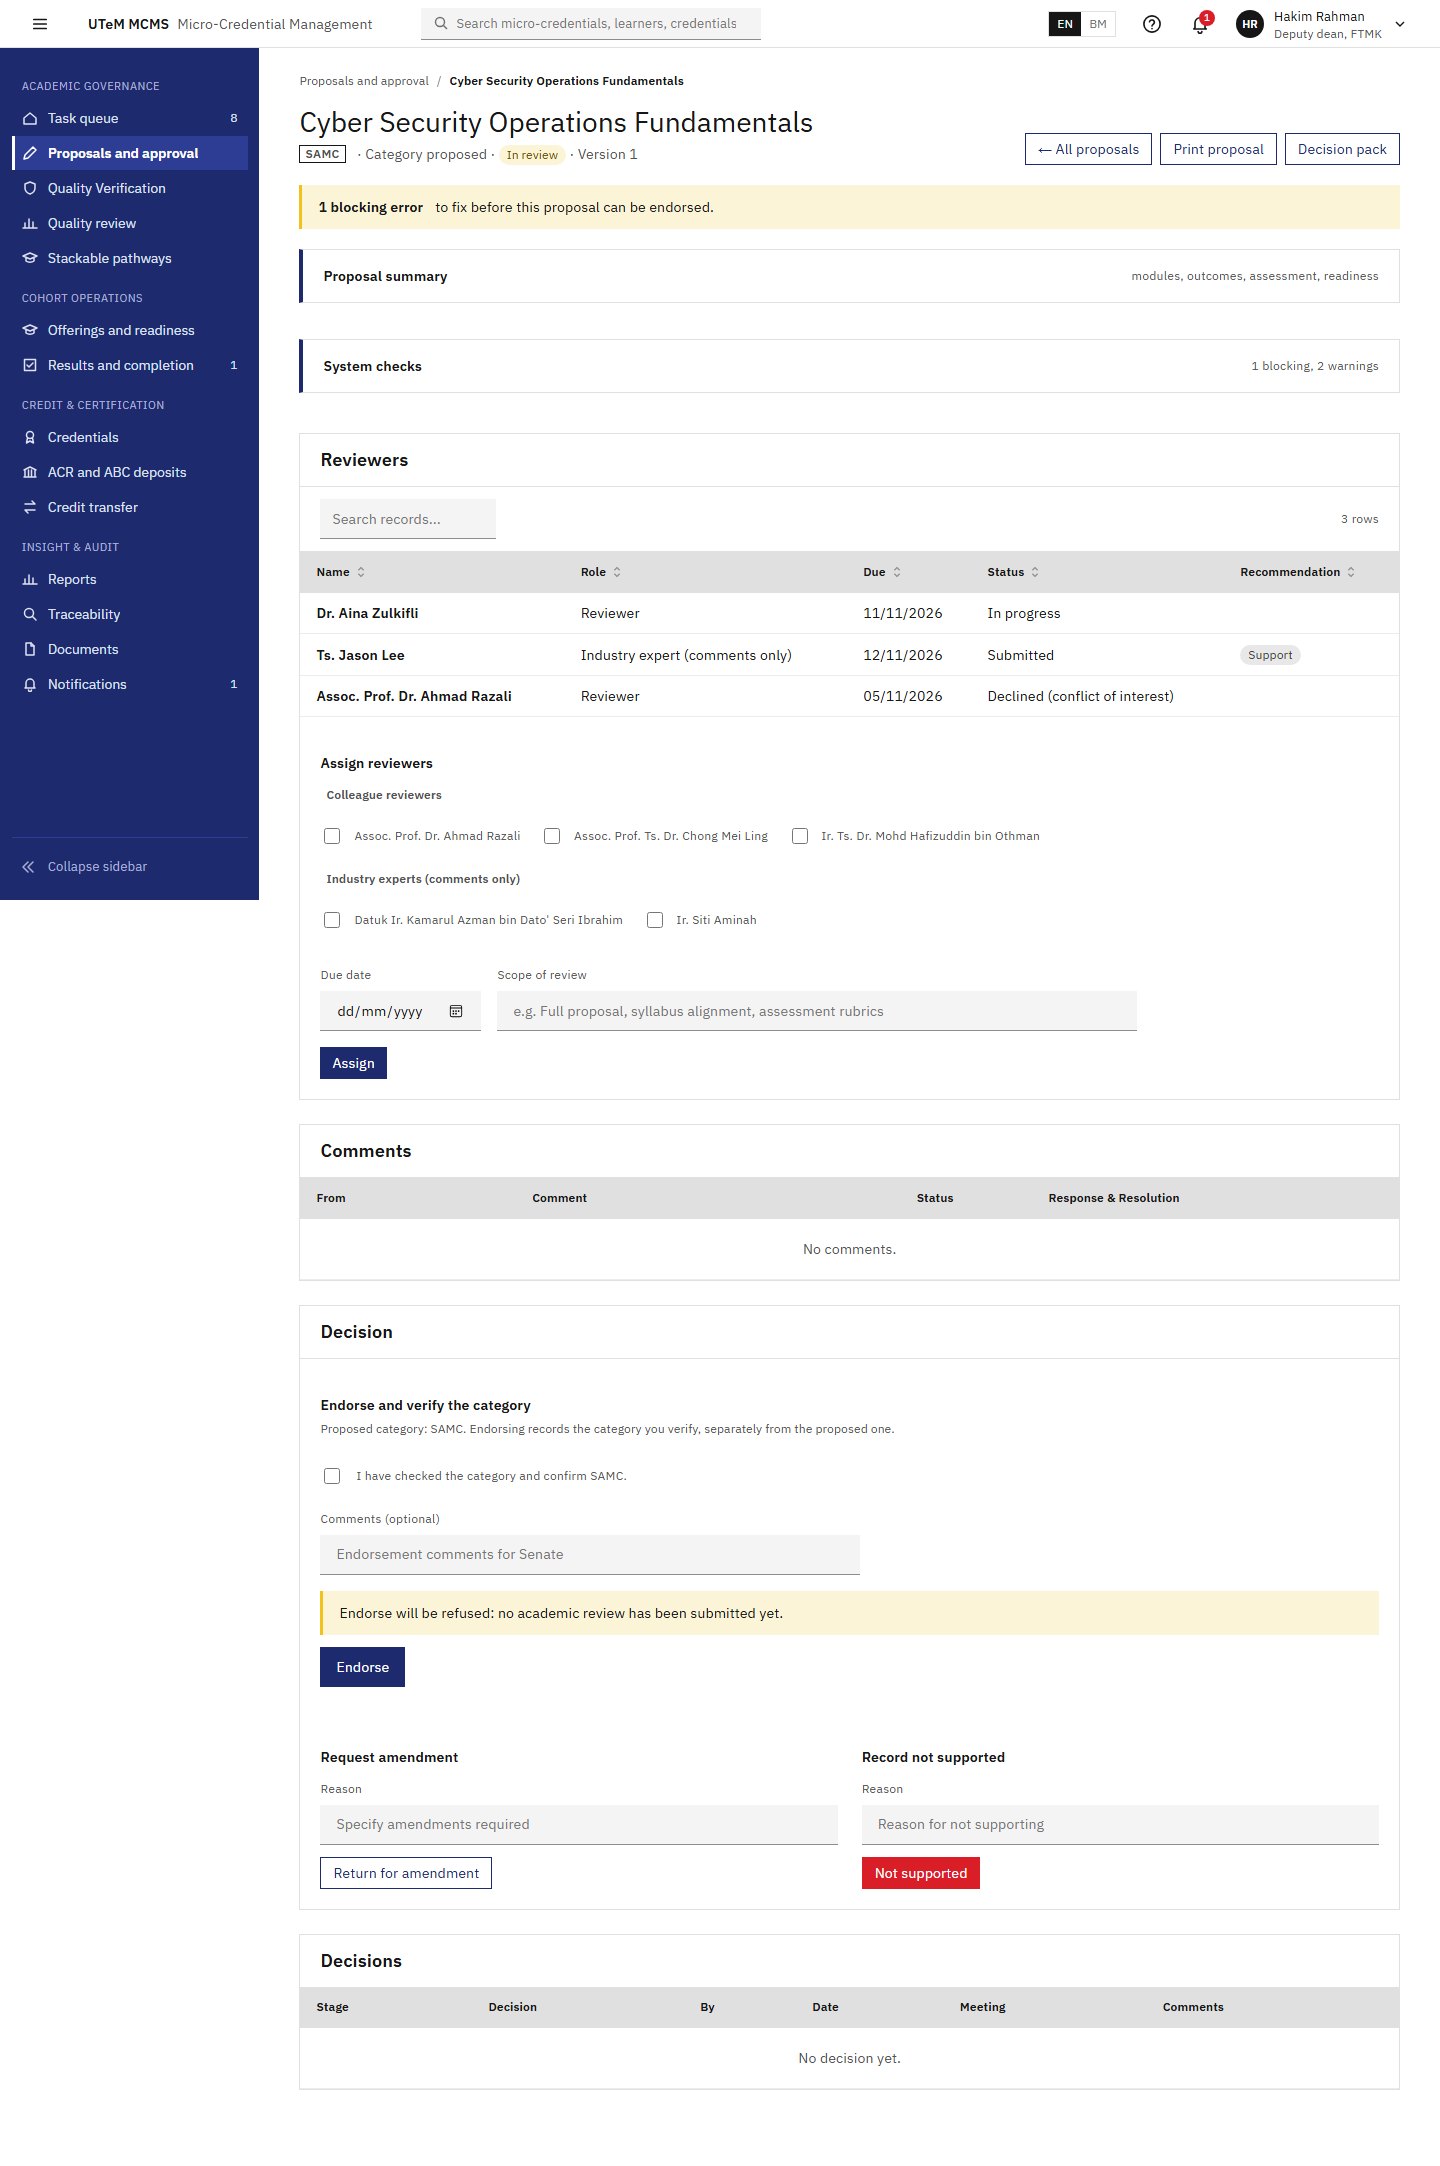 UTeM MCMS Micro-Credential Management
Search micro-credentials, learners, credentials
EN BM
1
HR
Hakim Rahman
Deputy dean, FTMK
ACADEMIC GOVERNANCE
Task queue 8
Proposals and approval
Quality Verification
Quality review
Stackable pathways
COHORT OPERATIONS
Offerings and readiness
Results and completion 1
CREDIT & CERTIFICATION
Credentials
ACR and ABC deposits
Credit transfer
INSIGHT & AUDIT
Reports
Traceability
Documents
Notifications 1
Collapse sidebar
Proposals and approval / Cyber Security Operations Fundamentals
Cyber Security Operations Fundamentals
SAMC · Category proposed · In review · Version 1
← All proposals
Print proposal
Decision pack
1 blocking error to fix before this proposal can be endorsed.
Proposal summary modules, outcomes, assessment, readiness
System checks 1 blocking, 2 warnings
Reviewers
Search records... 3 rows
Name Role Due Status Recommendation
Dr. Aina Zulkifli Reviewer 11/11/2026 In progress
Ts. Jason Lee Industry expert (comments only) 12/11/2026 Submitted Support
Assoc. Prof. Dr. Ahmad Razali Reviewer 05/11/2026 Declined (conflict of interest)
Assign reviewers
Colleague reviewers
Assoc. Prof. Dr. Ahmad Razali Assoc. Prof. Ts. Dr. Chong Mei Ling Ir. Ts. Dr. Mohd Hafizuddin bin Othman
Industry experts (comments only)
Datuk Ir. Kamarul Azman bin Dato' Seri Ibrahim Ir. Siti Aminah
Due date Scope of review
dd/mm/yyyy e.g. Full proposal, syllabus alignment, assessment rubrics
Assign
Comments
From Comment Status Response & Resolution
No comments.
Decision
Endorse and verify the category
Proposed category: SAMC. Endorsing records the category you verify, separately from the proposed one.
I have checked the category and confirm SAMC.
Comments (optional)
Endorsement comments for Senate
Endorse will be refused: no academic review has been submitted yet.
Endorse
Request amendment
Reason
Specify amendments required
Return for amendment
Record not supported
Reason
Reason for not supporting
Not supported
Decisions
Stage Decision By Date Meeting Comments
No decision yet.